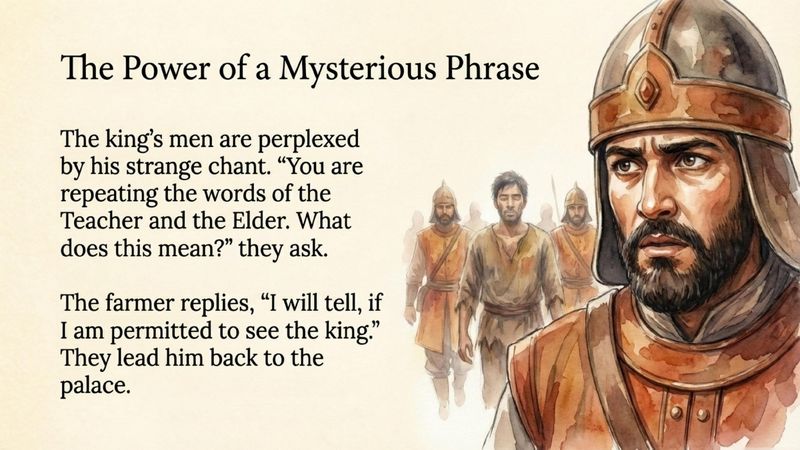 The Power of a Mysterious Phrase
The king’s men are perplexed
by his strange chant. “You are
repeating the words of the
Teacher and the Elder. What
does this mean?” they ask.
The farmer replies, “I will tell, if
I am permitted to see the king.”
They lead him back to the
palace.